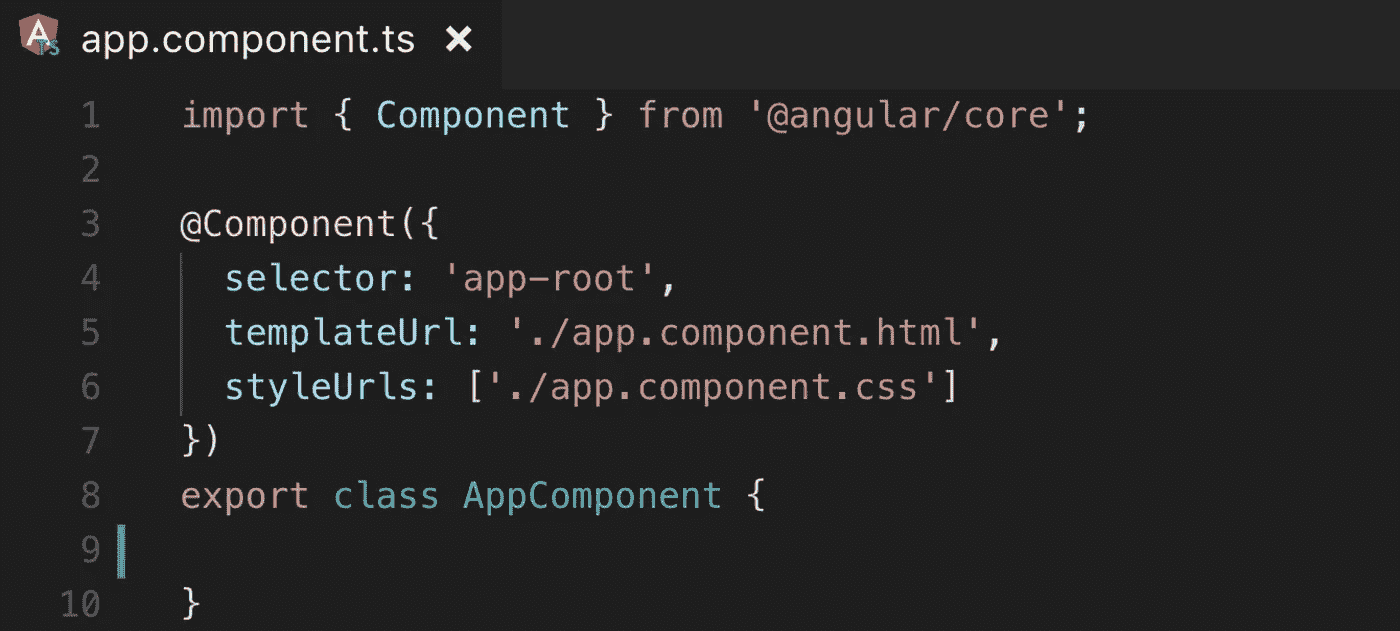 app.component.ts
1 import { Component } from '@angular/core';
2
3 @Component({
4   selector: 'app-root',
5   templateUrl: './app.component.html',
6   styleUrls: ['./app.component.css']
7 })
8 export class AppComponent {
9
10 }